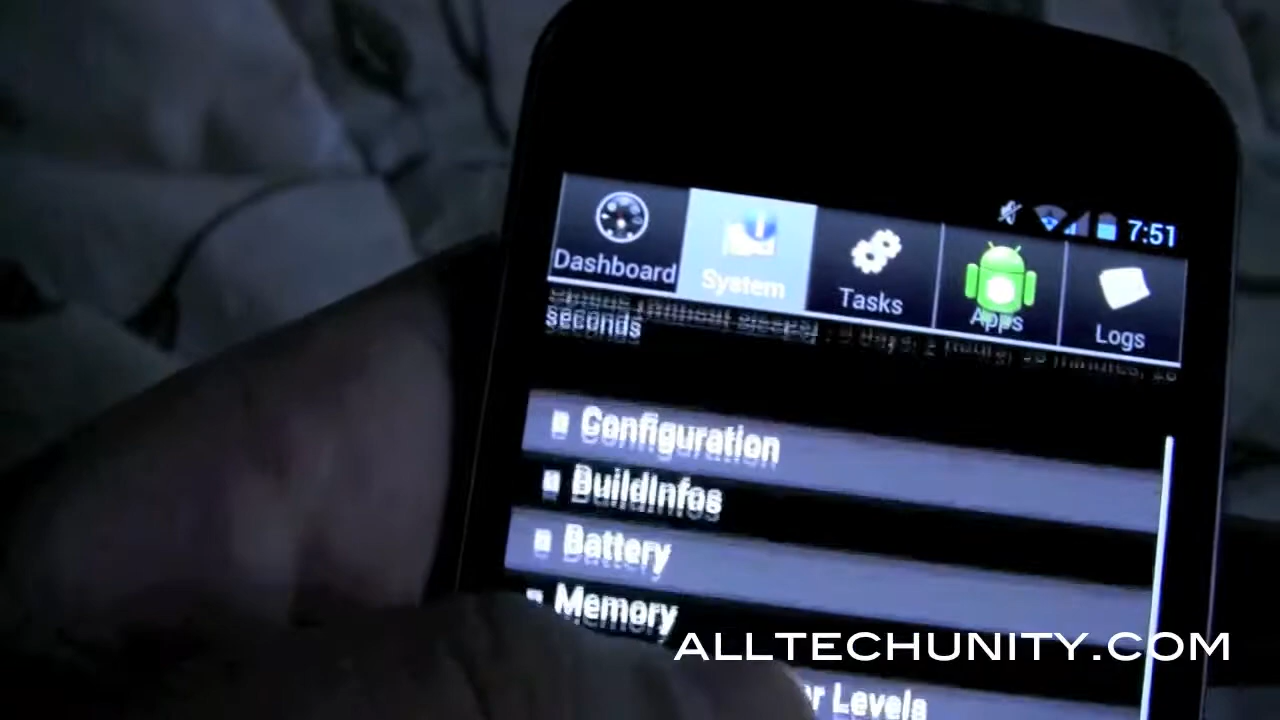 7:51
Dashboard
System
Tasks
Apps
Logs
seconds
Configuration
BuildInfos
Battery
Memory
Levels
ALLTECHUNITY.COM